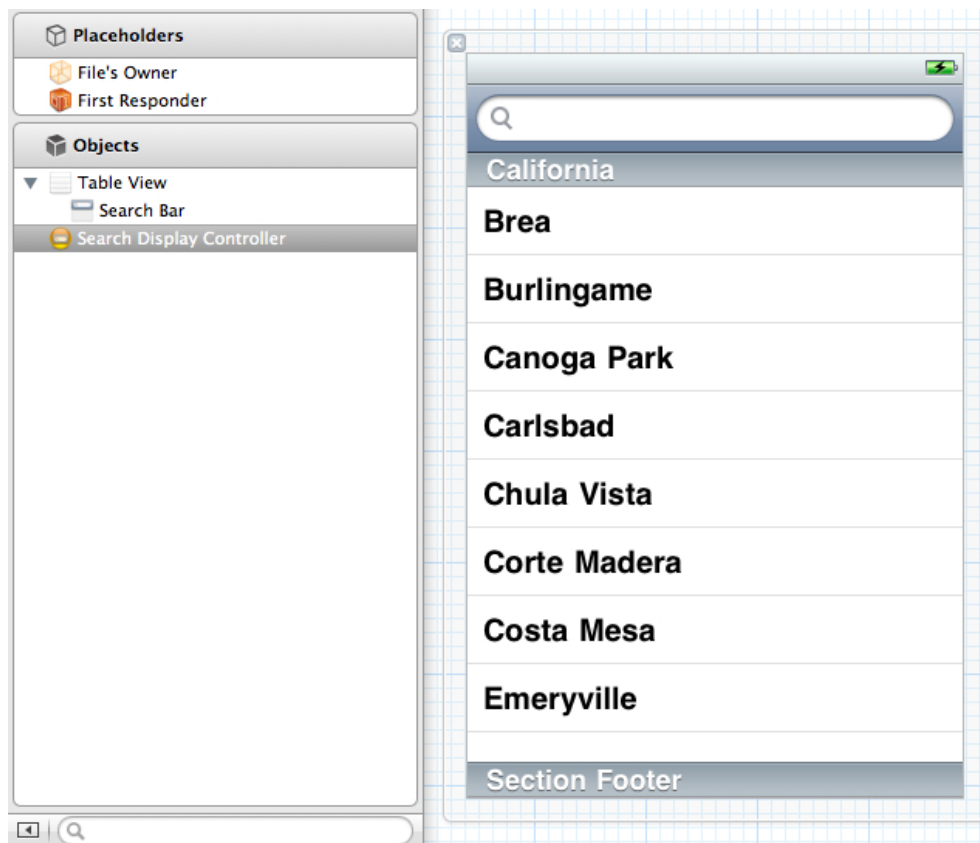 Placeholders
File's Owner
First Responder
Objects
Table View
Search Bar
Search Display Controller
California
Brea
Burlingame
Canoga Park
Carlsbad
Chula Vista
Corte Madera
Costa Mesa
Emeryville
Section Footer